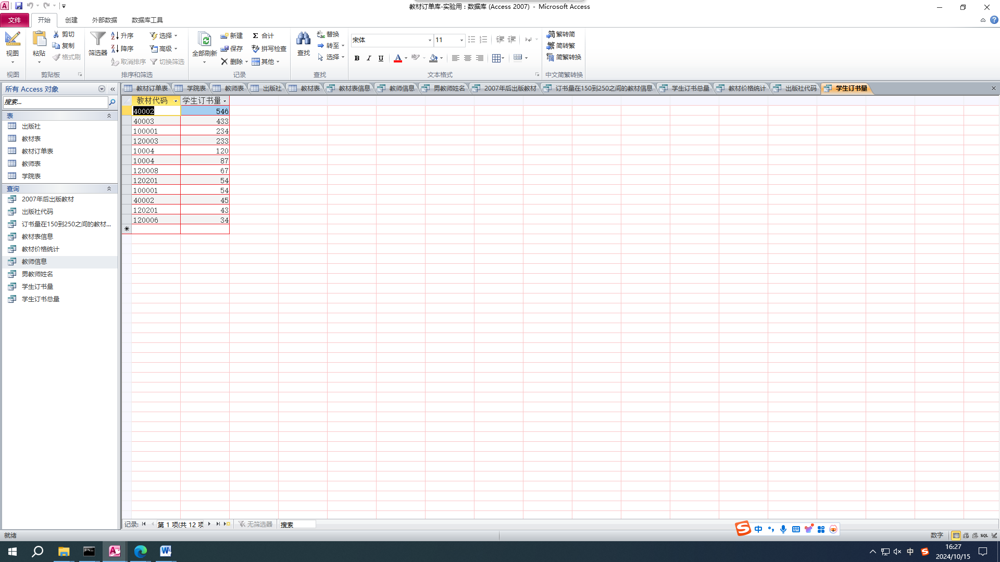 教材订单库-实验用 : 数据库 (Access 2007) - Microsoft Access
文件 开始 创建 外部数据 数据库工具
视图 粘贴 剪切 复制 格式刷 筛选器 升序 降序 取消排序 选择 高级 切换筛选 全部刷新 新建 保存 删除 合计 拼写检查 其他 查找 替换 转至 选择 宋体 11 B I U A 繁转简 简转繁 简繁转换
视图 剪贴板 排序和筛选 记录 查找 文本格式 中文简繁转换
所有 Access 对象
搜索...
表
出版社
教材表
教材订单表
教师表
学院表
查询
2007年后出版教材
出版社代码
订书量在150到250之间的教材...
教材表信息
教材价格统计
教师信息
男教师姓名
学生订书量
学生订书总量
教材订单表 学院表 教师表 出版社 教材表 教材表信息 教师信息 男教师姓名 2007年后出版教材 订书量在150到250之间的教材信息 学生订书总量 教材价格统计 出版社代码 学生订书量
教材代码 学生订书量
40002 546
40003 433
100001 234
120003 233
10004 120
10004 87
120008 67
120201 54
100001 54
40002 45
120201 43
120006 34
记录: 第 1 项(共 12 项 无筛选器 搜索
就绪 数字 SQL
中
中 16:27
2024/10/15